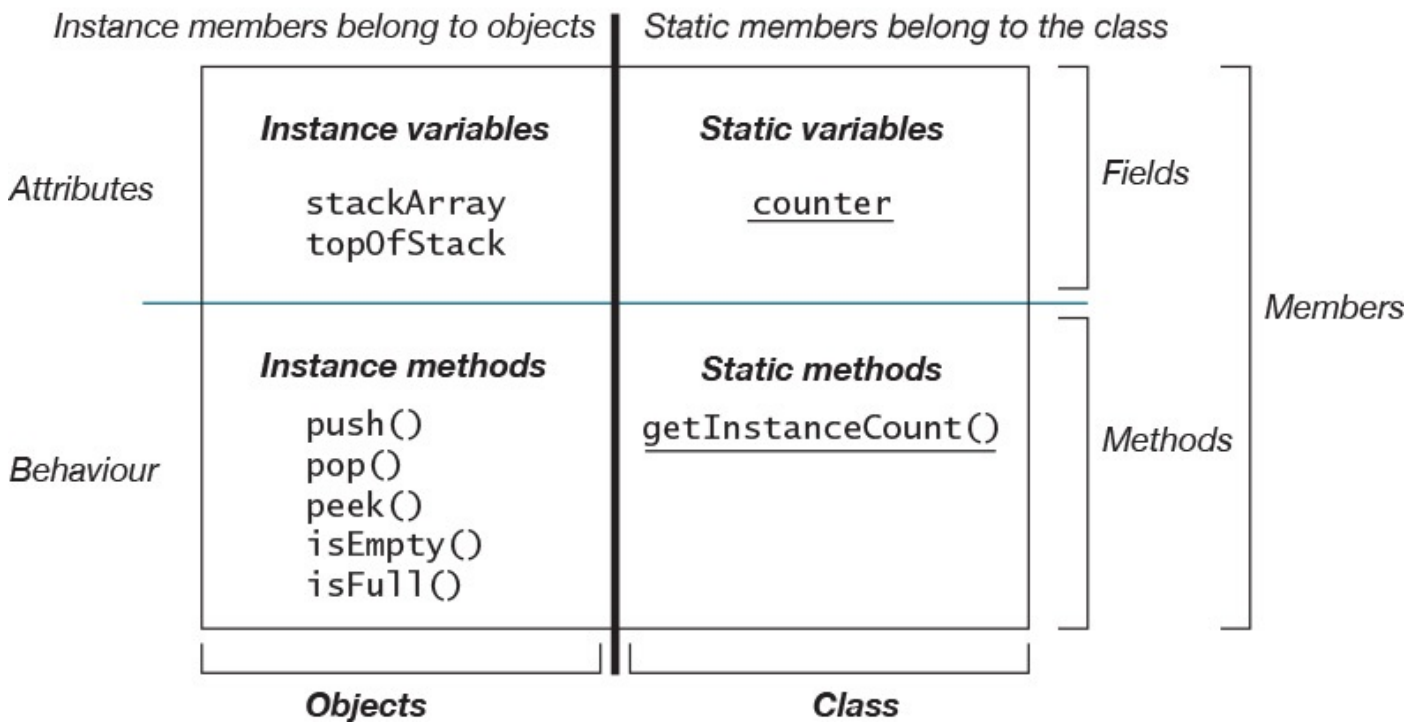 Instance members belong to objects
Static members belong to the class
Instance variables
Static variables
Attributes
stackArray
topOfStack
counter
Fields
Members
Instance methods
Static methods
Behaviour
push()
pop()
peek()
isEmpty()
isFull()
getInstanceCount()
Methods
Objects
Class